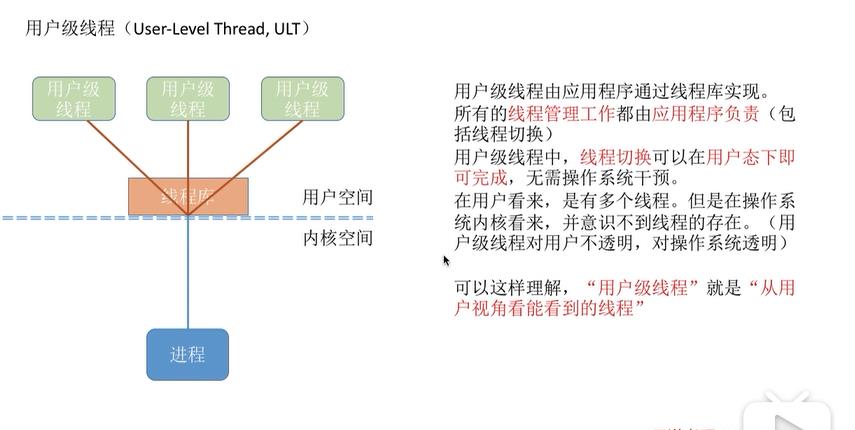 用户级线程（User-Level Thread, ULT）
用户级
线程
用户级
线程
用户级
线程
线程库
用户空间
内核空间
进程
用户级线程由应用程序通过线程库实现。
所有的线程管理工作都由应用程序负责（包
括线程切换）
用户级线程中，线程切换可以在用户态下即
可完成，无需操作系统干预。
在用户看来，是有多个线程。但是在操作系
统内核看来，并意识不到线程的存在。（用
户级线程对用户不透明，对操作系统透明）
可以这样理解，“用户级线程”就是“从用
户视角看能看到的线程”